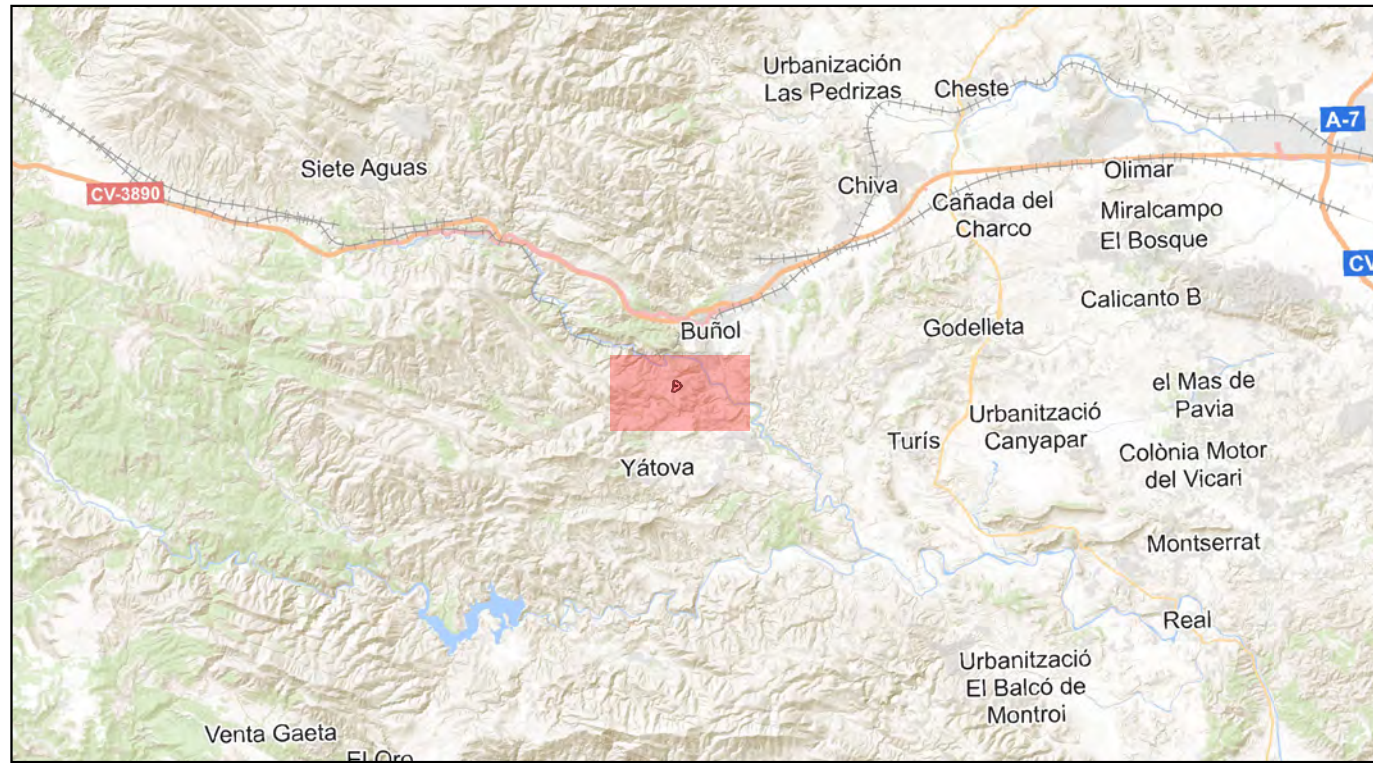 Urbanización
Las Pedrizas
Cheste
A-7
Siete Aguas
Olimar
CV-3890
Chiva
Cañada del
Charco
Miralcampo
El Bosque
CV
Calicanto B
Buñol
Godelleta
el Mas de
Pavia
Urbanització
Canyapar
Turís
Colònia Motor
del Vicari
Yátova
Montserrat
Real
Urbanització
El Balcó de
Montroi
Venta Gaeta
El Oro